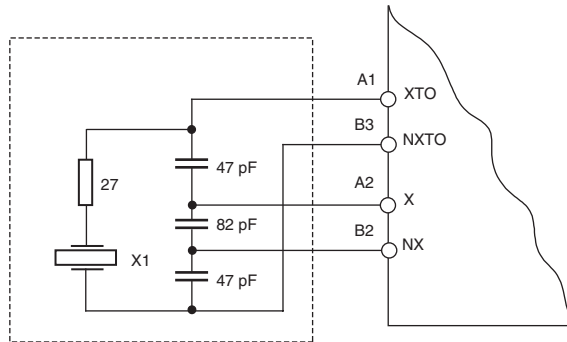 A1
XTO
B3
NXTO
47 pF
A2
27
X
82 pF
B2
X1
NX
47 pF